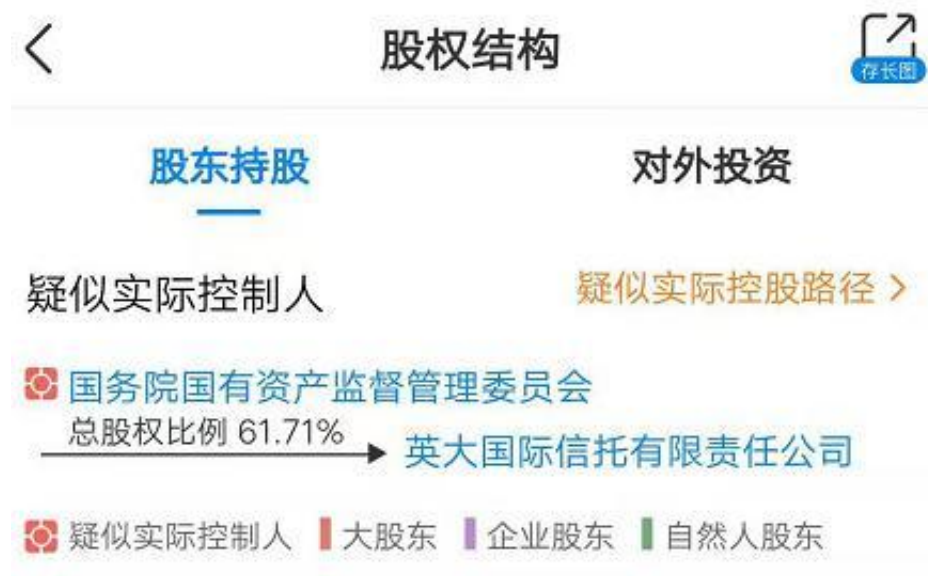 股权结构
存长图
股东持股 对外投资
疑似实际控制人 疑似实际控股路径 >
国务院国有资产监督管理委员会
总股权比例 61.71%
英大国际信托有限责任公司
疑似实际控制人 大股东 企业股东 自然人股东